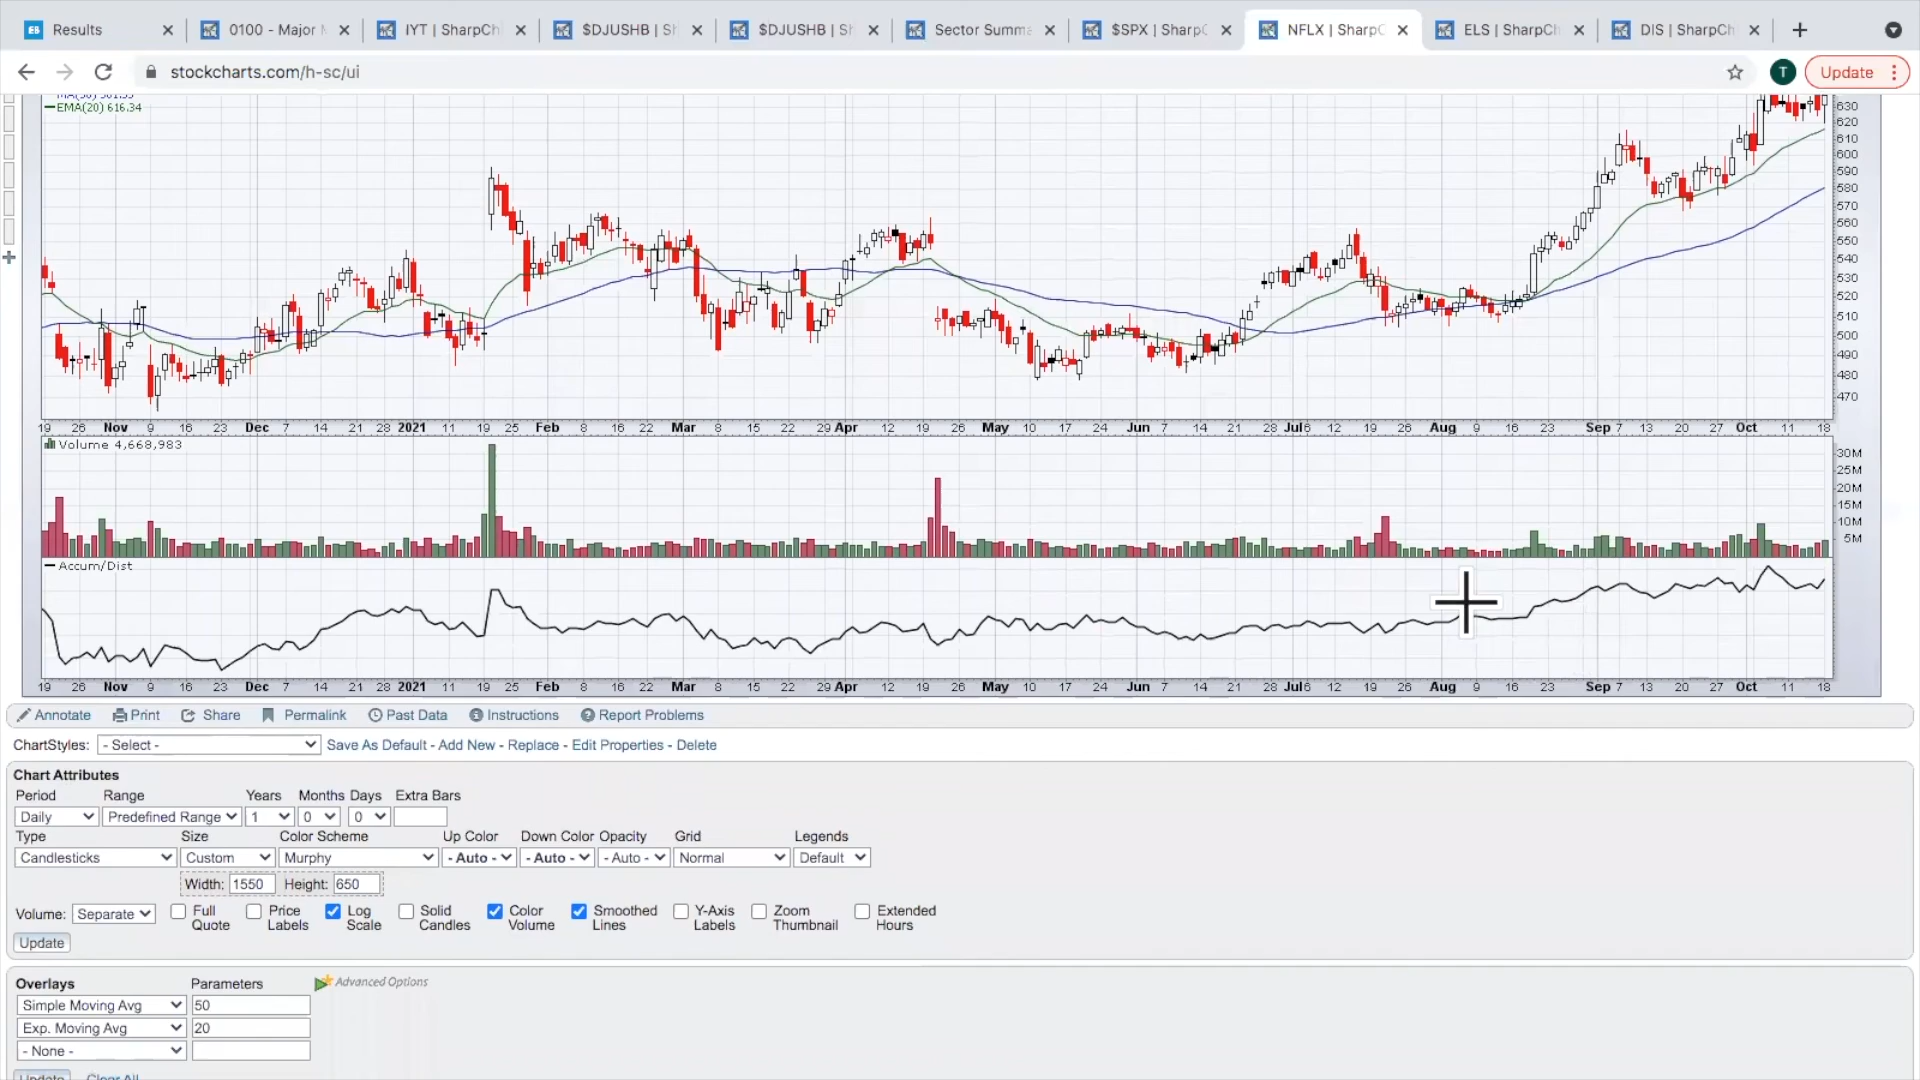 Results
0100 - Major M
IYT | SharpCh
$DJUSHB | Sh
$DJUSHB | Sh
Sector Summa
$SPX | SharpC
NFLX | SharpC
ELS | SharpCh
DIS | SharpCh
stockcharts.com/h-sc/ui
T
Update
EMA(20) 616.34
630
620
610
600
590
580
570
560
550
540
530
520
510
500
490
480
470
19 26 Nov 9 16 23 Dec 7 14 21 28 2021 11 19 25 Feb 8 16 22 Mar 8 15 22 29 Apr 12 19 26 May 10 17 24 Jun 7 14 21 28 Jul 6 12 19 26 Aug 9 16 23 Sep 7 13 20 27 Oct 11 18
Volume 4,668,983
30M
25M
20M
15M
10M
5M
Accum/Dist
19 26 Nov 9 16 23 Dec 7 14 21 28 2021 11 19 25 Feb 8 16 22 Mar 8 15 22 29 Apr 12 19 26 May 10 17 24 Jun 7 14 21 28 Jul 6 12 19 26 Aug 9 16 23 Sep 7 13 20 27 Oct 11 18
Annotate Print Share Permalink Past Data Instructions Report Problems
ChartStyles: - Select - Save As Default - Add New - Replace - Edit Properties - Delete
Chart Attributes
Period Range Years Months Days Extra Bars
Daily Predefined Range 1 0 0
Type Size Color Scheme Up Color Down Color Opacity Grid Legends
Candlesticks Custom Murphy - Auto - - Auto - - Auto - Normal Default
Width: 1550 Height: 650
Volume: Separate Full Quote Price Labels Log Scale Solid Candles Color Volume Smoothed Lines Y-Axis Labels Zoom Thumbnail Extended Hours
Update
Overlays Parameters Advanced Options
Simple Moving Avg 50
Exp. Moving Avg 20
- None -
Update Clear All